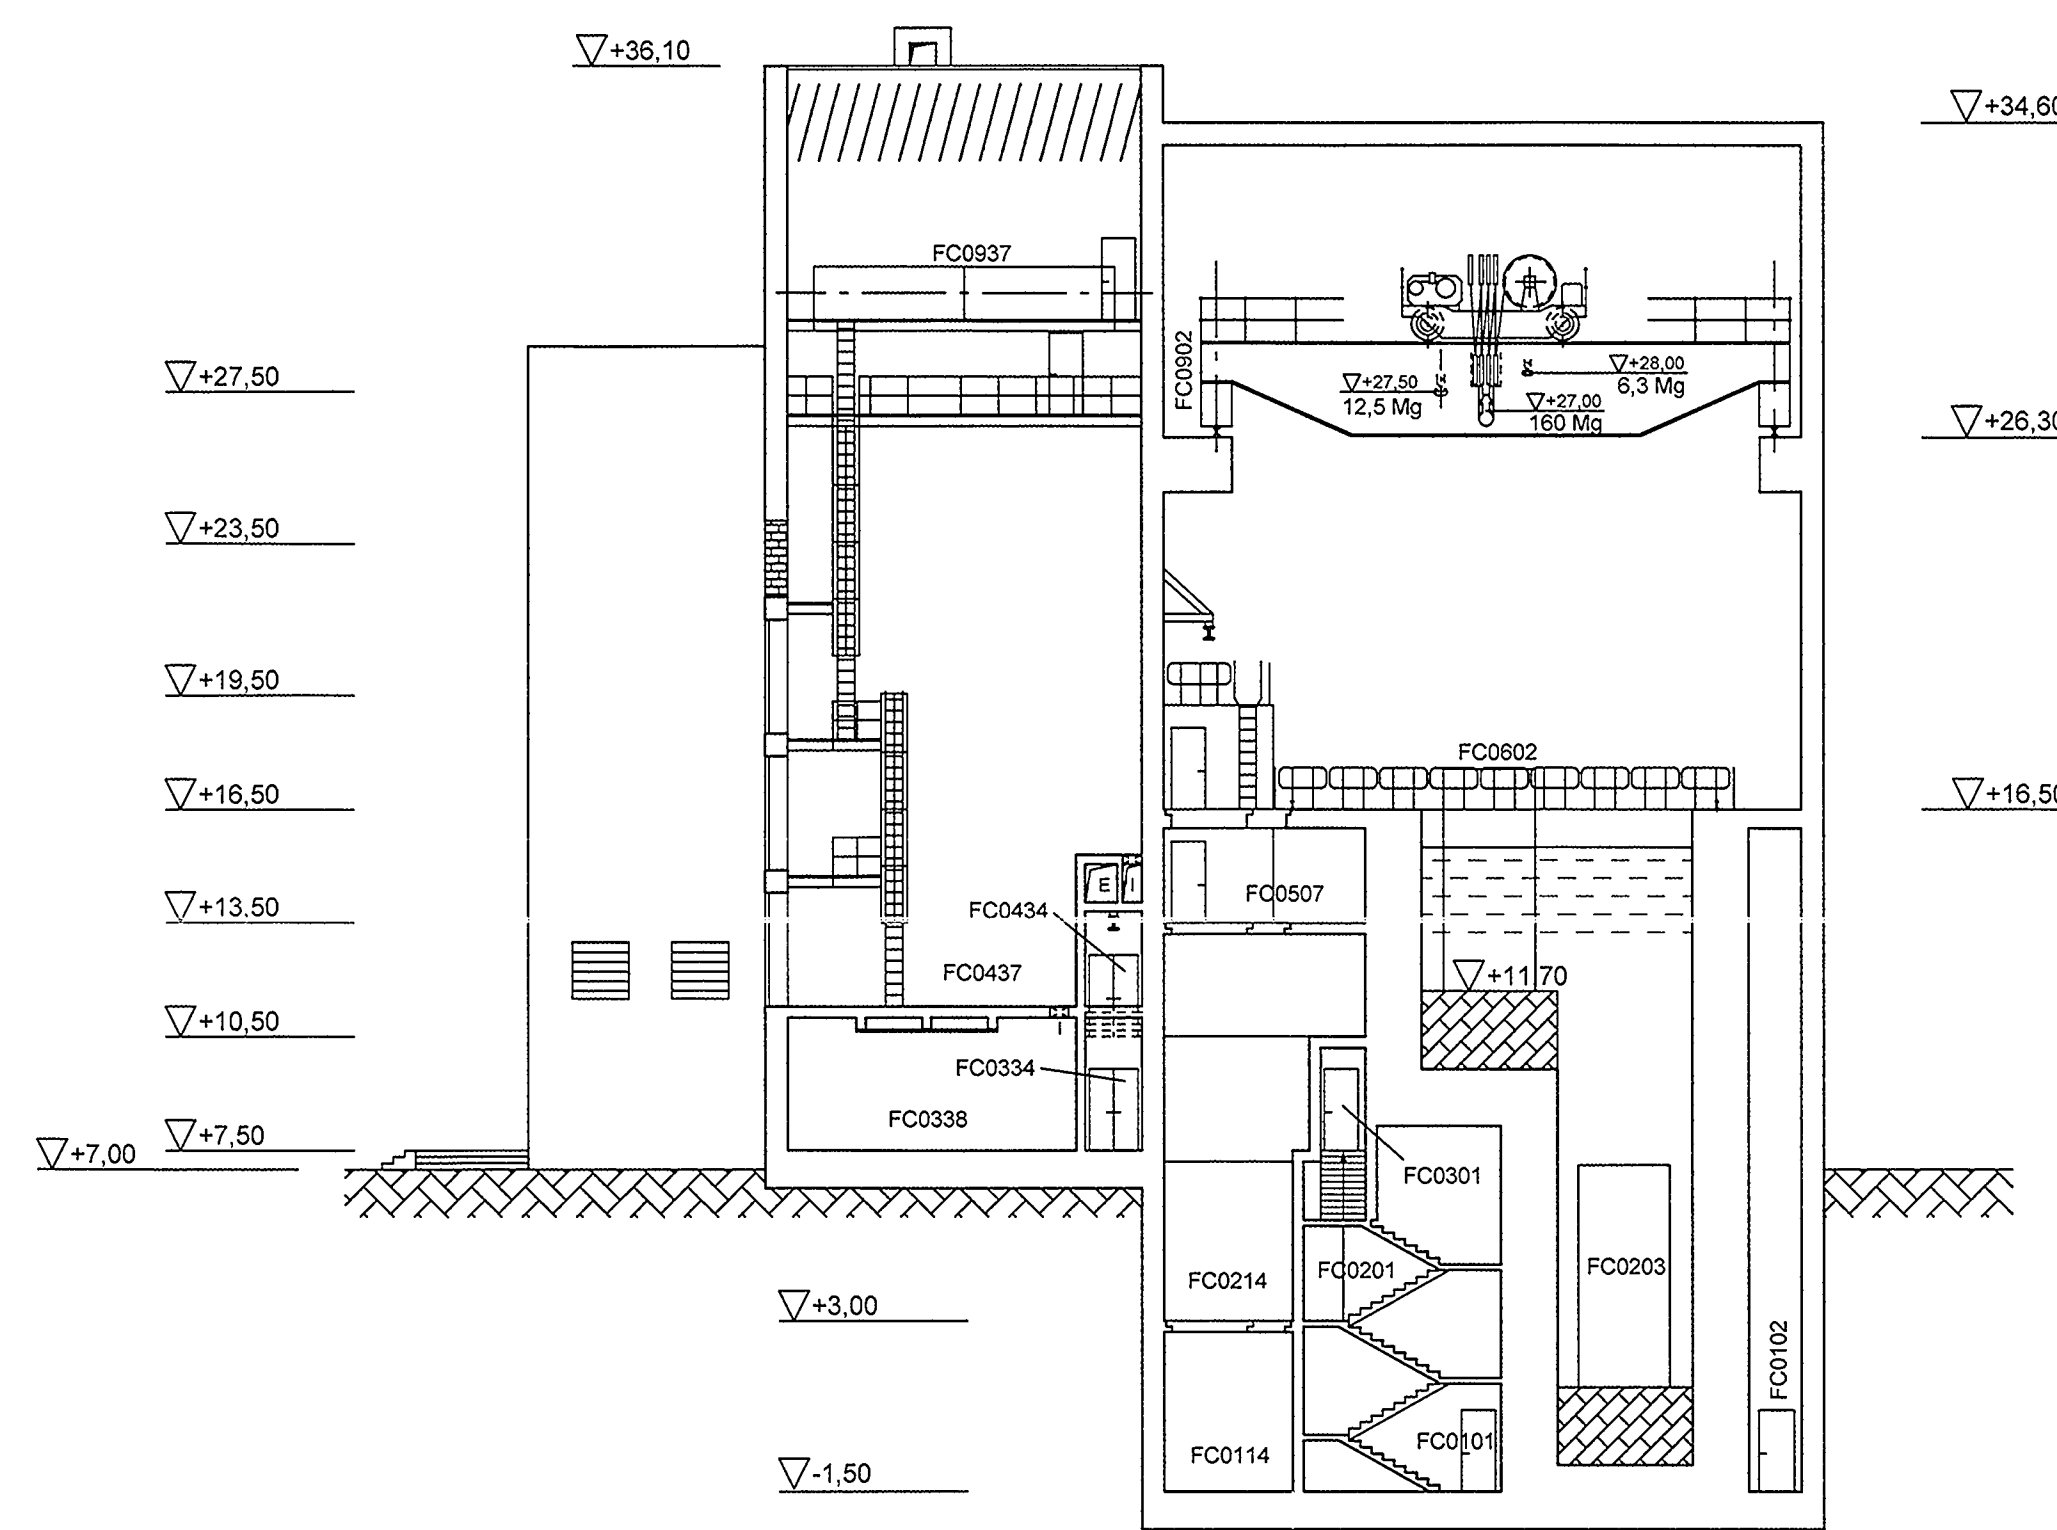 +36,10
+34,60
FC0937
FC0902
+28,00
6,3 Mg
+27,50
12,5 Mg
+27,00
160 Mg
+27,50
+26,30
+23,50
+19,50
FC0602
+16,50
+16,50
E
I
FC0507
+13,50
FC0434
FC0437
+11,70
+10,50
I
FC0334
FC0338
+7,50
+7,00
FC0301
FC0214
FC0201
FC0203
+3,00
FC0102
FC0101
FC0114
-1,50